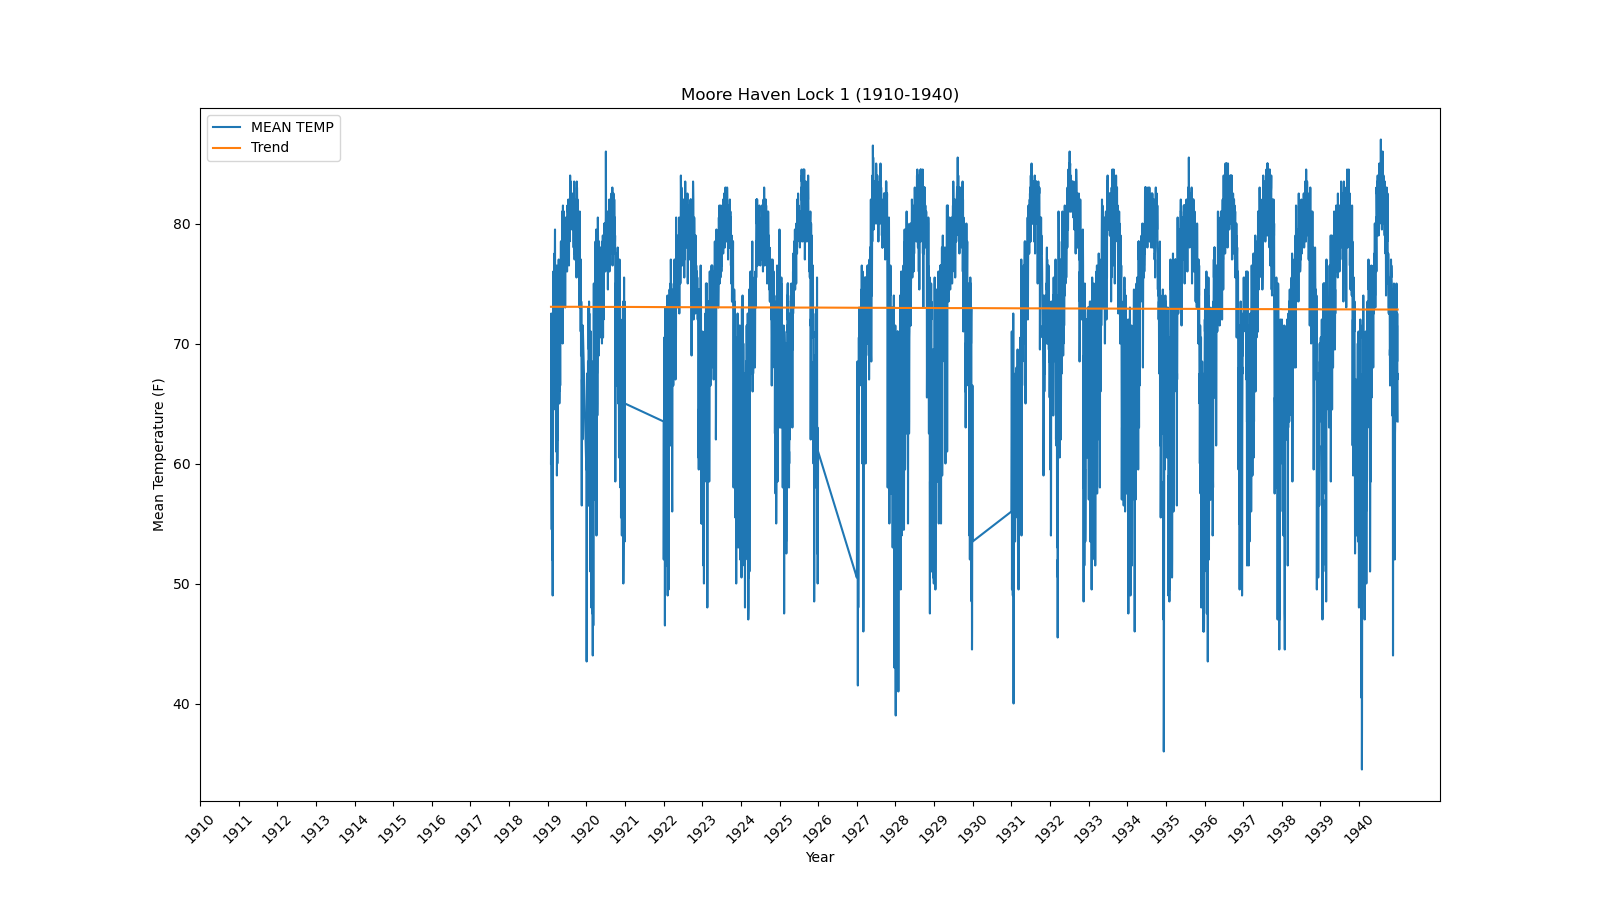 Moore Haven Lock 1 (1910-1940)
MEAN TEMP
Trend
80
70
60
50
40
Mean Temperature (F)
1910 1911 1912 1913 1914 1915 1916 1917 1918 1919 1920 1921 1922 1923 1924 1925 1926 1927 1928 1929 1930 1931 1932 1933 1934 1935 1936 1937 1938 1939 1940
Year